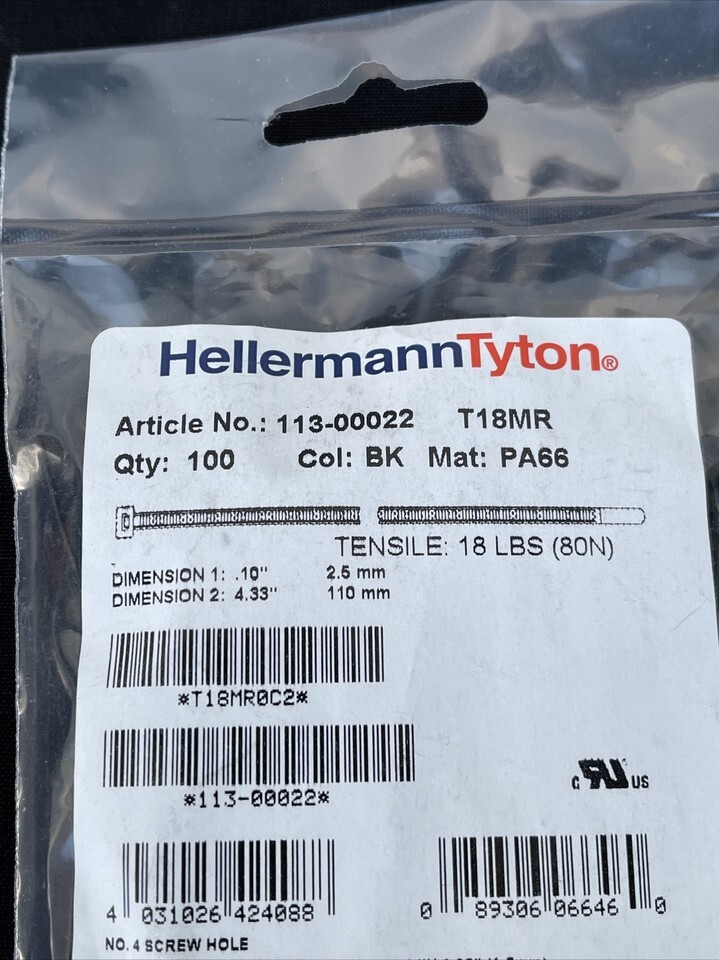 HellermannTyton®
Article No.: 113-00022 T18MR
Qty: 100 Col: BK Mat: PA66
TENSILE: 18 LBS (80N)
DIMENSION 1: .10" 2.5 mm
DIMENSION 2: 4.33" 110 mm
*T18MR0C2*
*113-00022*
c RU US
4 031026 424088
0 89306 06646 0
NO. 4 SCREW HOLE